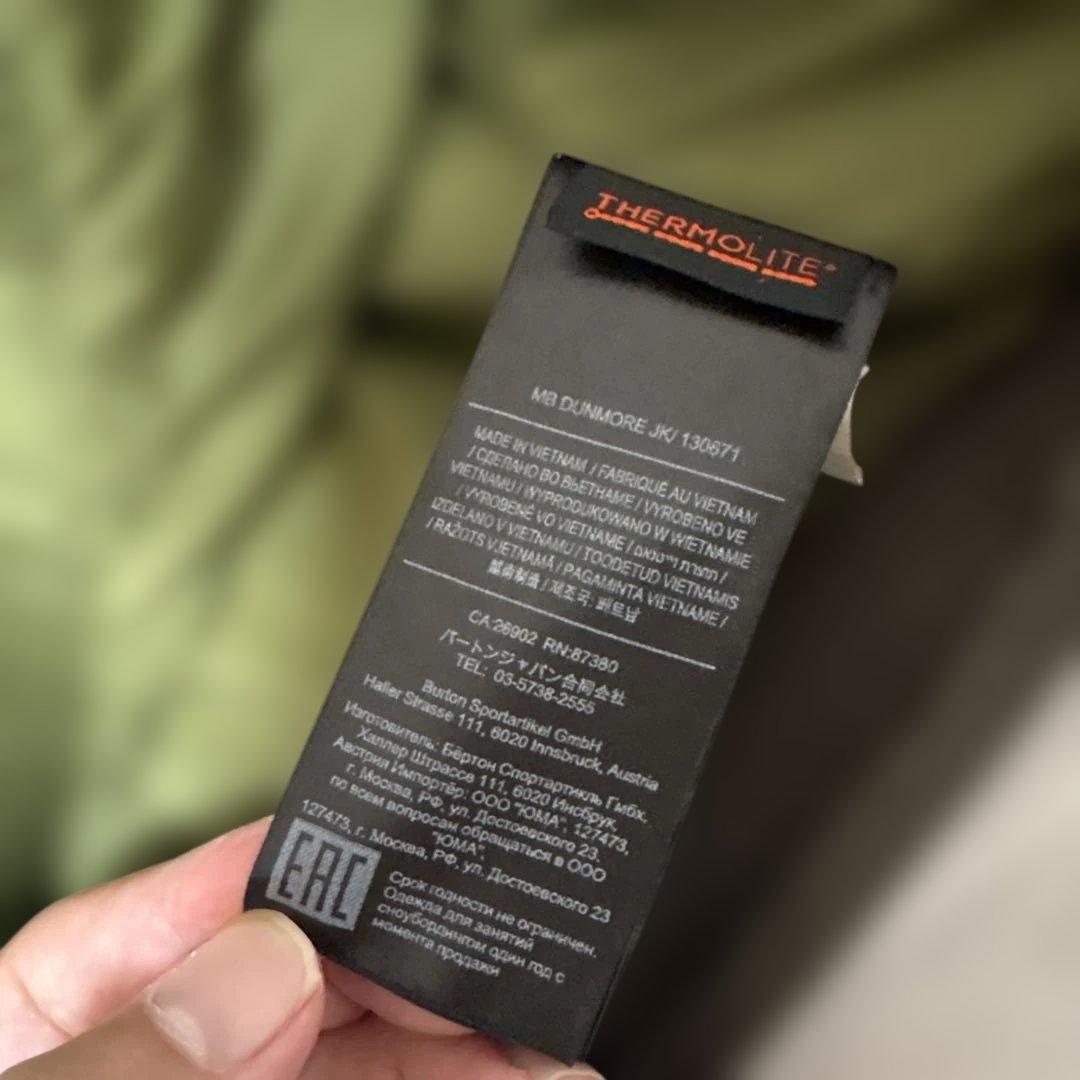 THERMOLITE®
MB DUNMORE JK/ 130671
MADE IN VIETNAM / FABRIQUÉ AU VIETNAM
/ СДЕЛАНО ВО ВЬЕТНАМЕ / VYROBENO VE
VIETNAMU / WYPRODUKOWANO W WIETNAMIE
/ VYROBENÉ VO VIETNAME / תוצרת וייטנאם /
IZDELANO V VIETNAMU / TOODETUD VIETNAMIS
/ RAŽOTS VJETNAMĀ / PAGAMINTA VIETNAME /
越南制造 / 제조국: 베트남
CA:26902 RN:87380
バートンジャパン合同会社
TEL: 03-5738-2555
Burton Sportartikel GmbH
Haller Strasse 111, 6020 Innsbruck, Austria
Изготовитель: Бёртон Спортартикль Гмбх.
Халлер Штрассе 111, 6020 Инсбрук,
Австрия Импортёр: ООО "ЮМА", 127473,
г. Москва, РФ, ул. Достоевского 23,
по всем вопросам обращаться в ООО
"ЮМА",
127473, г. Москва, РФ, ул. Достоевского 23
EAC
Срок годности не ограничен.
Одежда для занятий
сноубордингом один год с
момента продажи